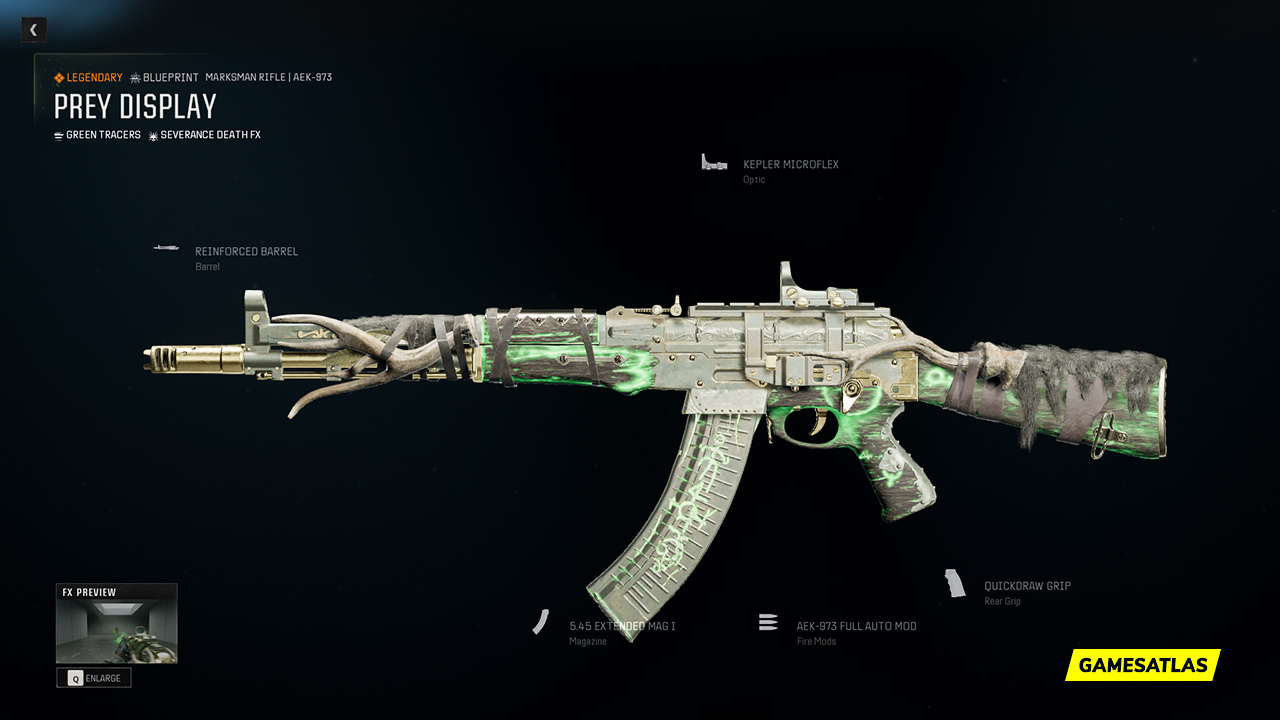 LEGENDARY BLUEPRINT MARKSMAN RIFLE | AEK-973
PREY DISPLAY
GREEN TRACERS SEVERANCE DEATH FX
KEPLER MICROFLEX
Optic
REINFORCED BARREL
Barrel
FX PREVIEW
Q ENLARGE
5.45 EXTENDED MAG I
Magazine
AEK-973 FULL AUTO MOD
Fire Mods
QUICKDRAW GRIP
Rear Grip
GAMESATLAS